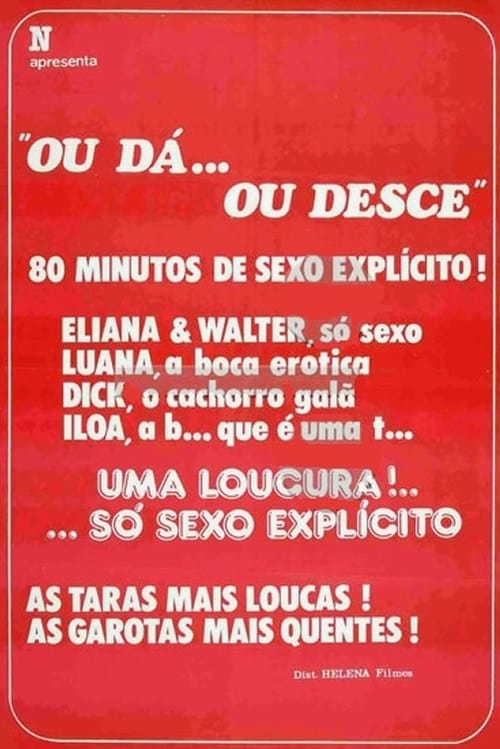 N
apresenta
"OU DÁ...
OU DESCE"
80 MINUTOS DE SEXO EXPLÍCITO!
ELIANA & WALTER, só sexo
LUANA, a boca erotica
DICK, o cachorro galã
ILOA, a b... que é uma t...
UMA LOUCURA!..
... SÓ SEXO EXPLÍCITO
AS TARAS MAIS LOUCAS!
AS GAROTAS MAIS QUENTES!
Dist. HELENA Filmes